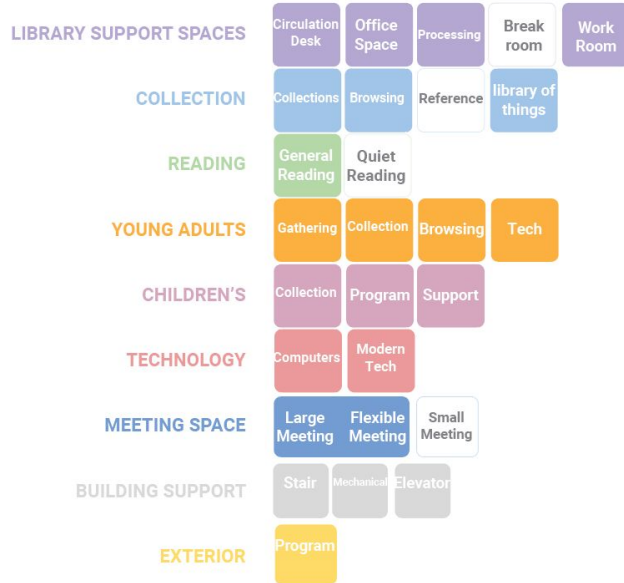 LIBRARY SUPPORT SPACES
Circulation Desk
Office Space
Processing
Break room
Work Room
COLLECTION
Collections
Browsing
Reference
library of things
READING
General Reading
Quiet Reading
YOUNG ADULTS
Gathering
Collection
Browsing
Tech
CHILDREN'S
Collection
Program
Support
TECHNOLOGY
Computers
Modern Tech
MEETING SPACE
Large Meeting
Flexible Meeting
Small Meeting
BUILDING SUPPORT
Stair
Mechanical
Elevator
EXTERIOR
Program